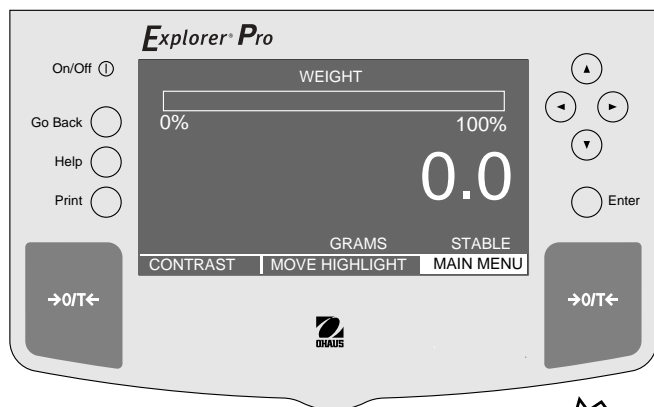 Explorer® Pro
On/Off
WEIGHT
Go Back
0% 100%
Help
0.0
Print
Enter
GRAMS STABLE
CONTRAST MOVE HIGHLIGHT MAIN MENU
→0/T← →0/T←
OHAUS